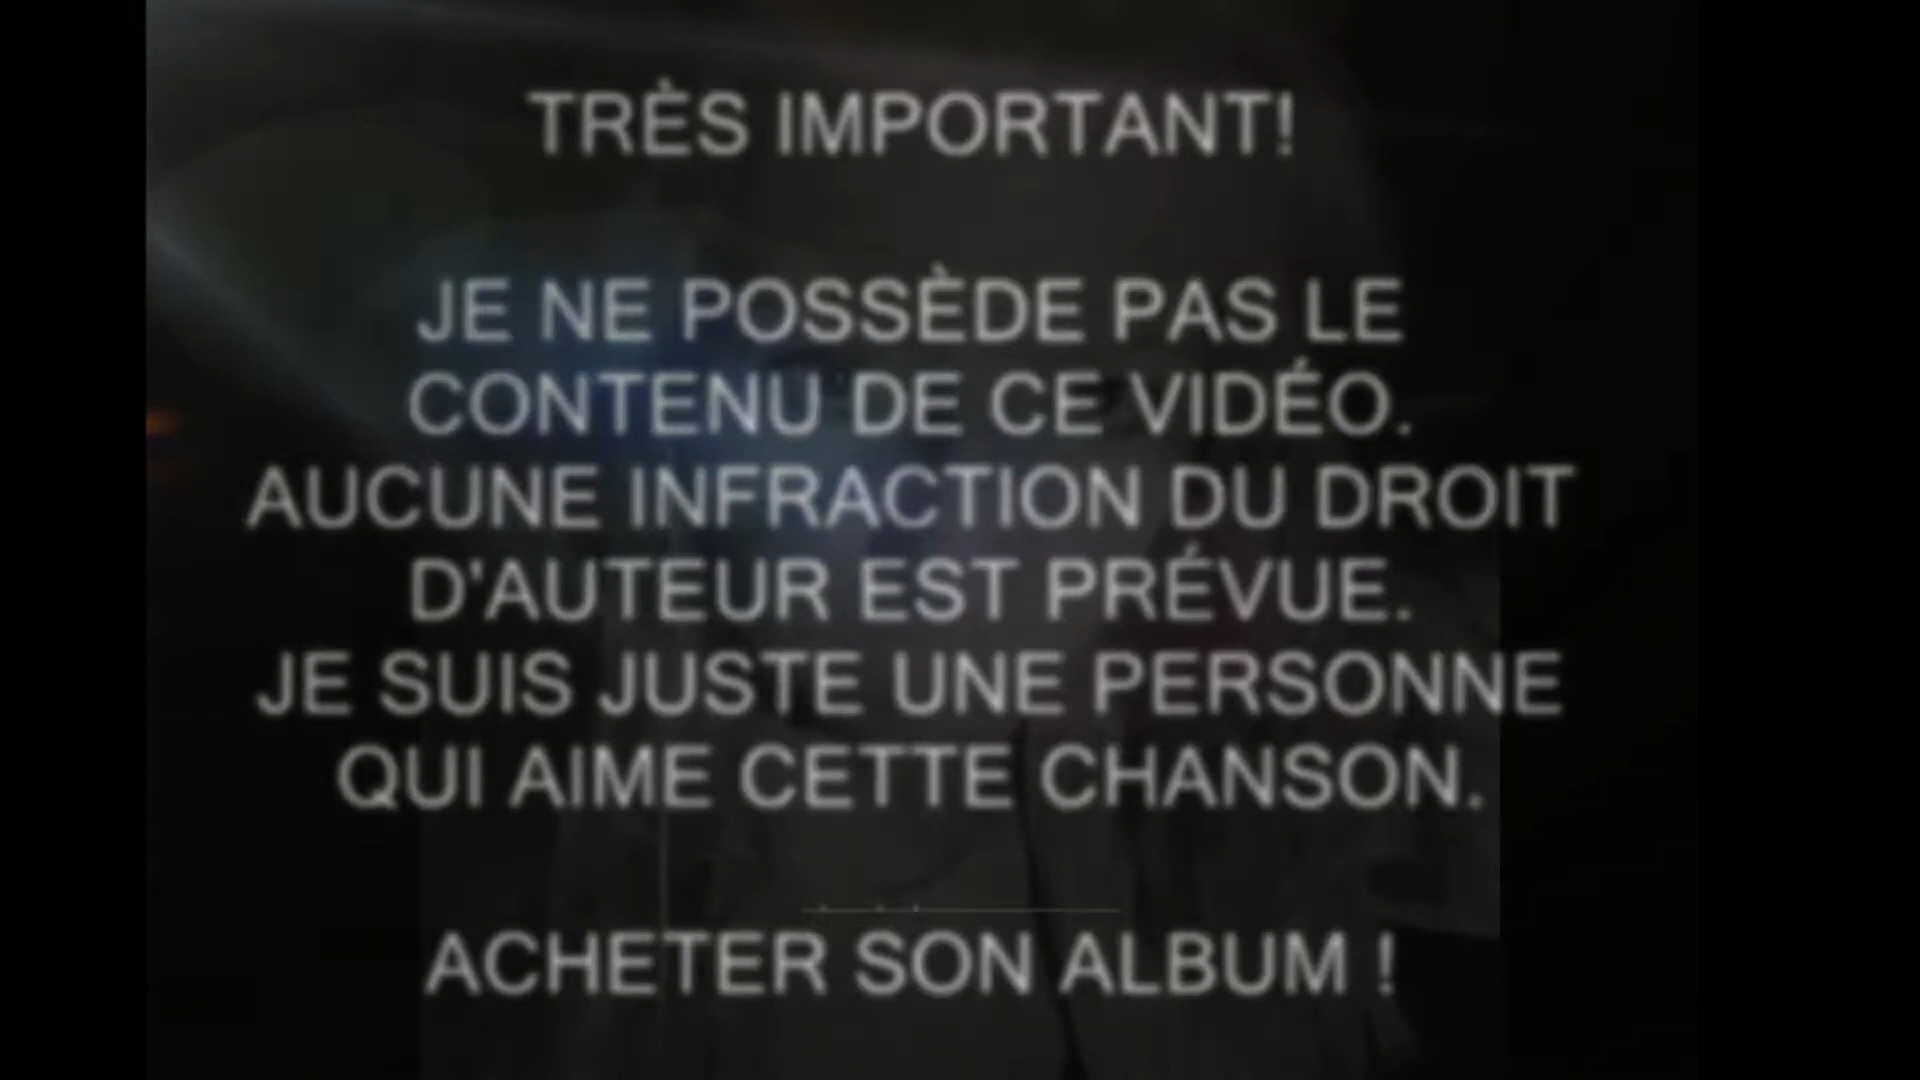 TRÈS IMPORTANT!
JE NE POSSÈDE PAS LE
CONTENU DE CE VIDÉO.
AUCUNE INFRACTION DU DROIT
D'AUTEUR EST PRÉVUE.
JE SUIS JUSTE UNE PERSONNE
QUI AIME CETTE CHANSON.
ACHETER SON ALBUM !